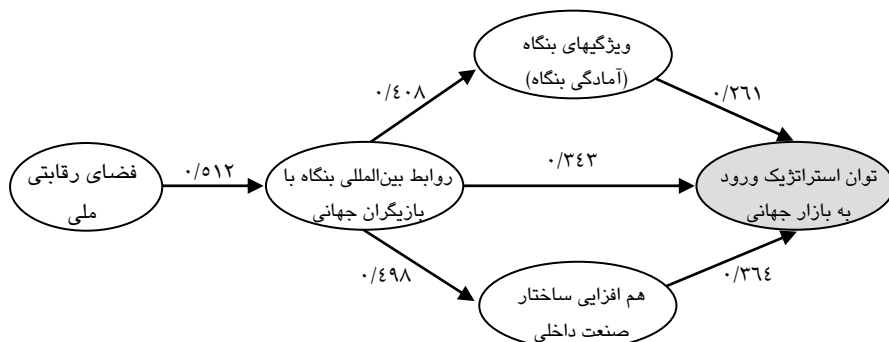 ویژگیهای بنگاه
(آمادگی بنگاه)
۰/۴۰۸
۰/۲۶۱
فضای رقابتی
ملی
۰/۵۱۲
روابط بین‌المللی بنگاه با
بازیگران جهانی
۰/۳۴۳
توان استراتژیک ورود
به بازار جهانی
۰/۴۹۸
۰/۳۶۴
هم افزایی ساختار
صنعت داخلی